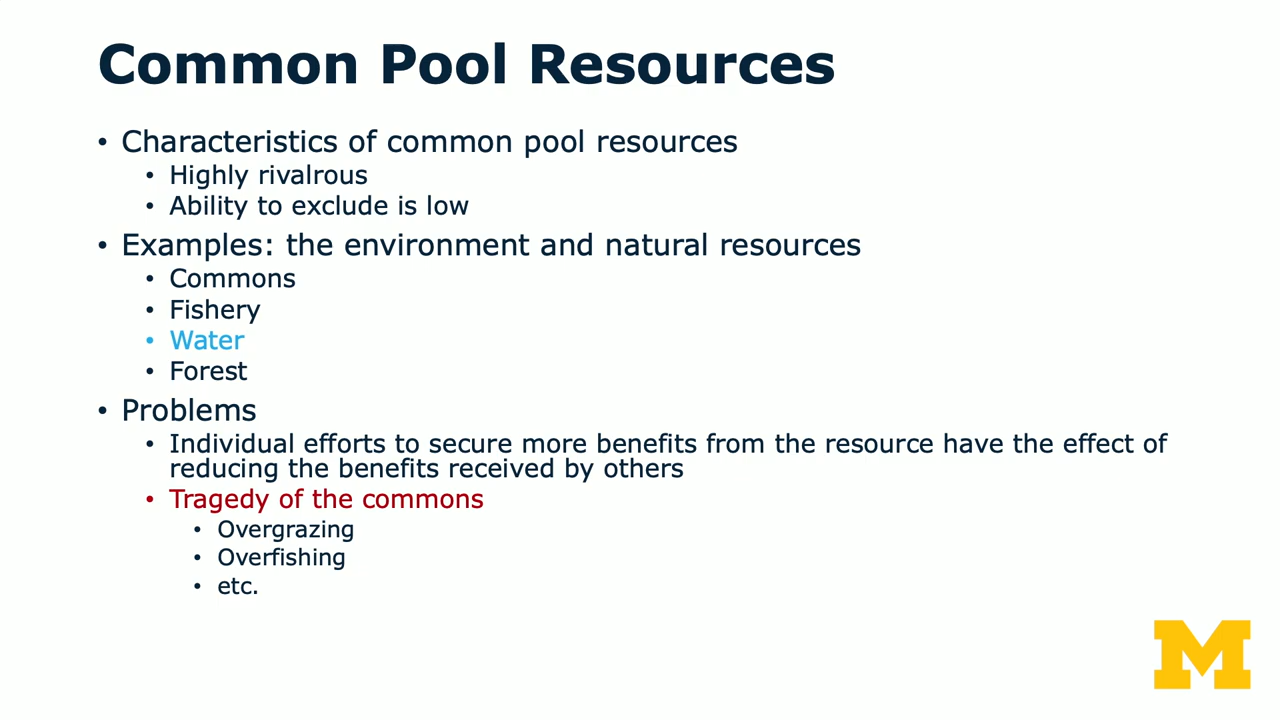 Common Pool Resources
• Characteristics of common pool resources
• Highly rivalrous
• Ability to exclude is low
• Examples: the environment and natural resources
• Commons
• Fishery
• Water
• Forest
• Problems
• Individual efforts to secure more benefits from the resource have the effect of
reducing the benefits received by others
• Tragedy of the commons
• Overgrazing
• Overfishing
• etc.
M